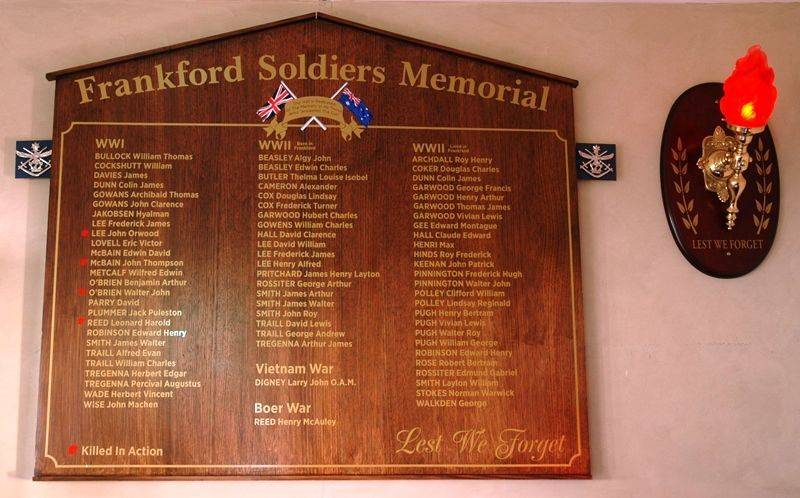 Frankford Soldiers Memorial
WWI
BULLOCK William Thomas
COCKSHUTT William
DAVIES James
DUNN Colin James
GOWANS Archibald Thomas
GOWANS John Clarence
JAKOBSEN Hyalman
LEE Frederick James
LEE John Orwood
LOVELL Eric Victor
McBAIN Edwin David
McBAIN John Thompson
METCALF Wilfred Edwin
O'BRIEN Benjamin Arthur
O'BRIEN Walter John
PARRY David
PLUMMER Jack Puleston
REED Leonard Harold
ROBINSON Edward Henry
SMITH James Walter
TRAILL Alfred Evan
TRAILL William Charles
TREGENNA Herbert Edgar
TREGENNA Percival Augustus
WADE Herbert Vincent
WISE John Machen
Killed In Action
WWII Born in Frankford
BEASLEY Algy John
BEASLEY Edwin Charles
BUTLER Thelma Louise Isobel
CAMERON Alexander
COX Douglas Lindsay
COX Frederick Turner
GARWOOD Hubert Charles
GOWENS William Charles
HALL David Clarence
LEE David William
LEE Frederick James
LEE Henry Alfred
PRITCHARD James Henry Layton
ROSSITER George Arthur
SMITH James Arthur
SMITH James Walter
SMITH John Roy
TRAILL David Lewis
TRAILL George Andrew
TREGENNA Arthur James
Vietnam War
DIGNEY Larry John O.A.M.
Boer War
REED Henry McAuley
WWII Lived in Frankford
ARCHDALL Roy Henry
COKER Douglas Charles
DUNN Colin James
GARWOOD George Francis
GARWOOD Henry Arthur
GARWOOD Thomas James
GARWOOD Vivian Lewis
GEE Edward Montague
HALL Claude Edward
HENRI Max
HINDS Roy Frederick
KEENAN John Patrick
PINNINGTON Frederick Hugh
PINNINGTON Walter John
POLLEY Clifford William
POLLEY Lindsay Reginald
PUGH Henry Bertram
PUGH Vivian Lewis
PUGH Walter Roy
PUGH William George
ROBINSON Edward Henry
ROSE Robert Bertram
ROSSITER Edmund Gabriel
SMITH Laylon William
STOKES Norman Warwick
WALKDEN George
Lest We Forget
LEST WE FORGET